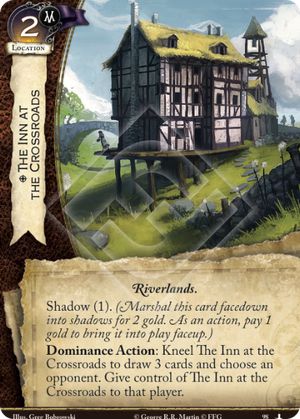 2
LOCATION
THE INN AT
THE CROSSROADS
Riverlands.
Shadow (1). (Marshal this card facedown
into shadows for 2 gold. As an action, pay 1
gold to bring it into play faceup.)
Dominance Action: Kneel The Inn at the
Crossroads to draw 3 cards and choose an
opponent. Give control of The Inn at the
Crossroads to that player.
Illus. Greg Bobrowski
© George R.R. Martin © FFG